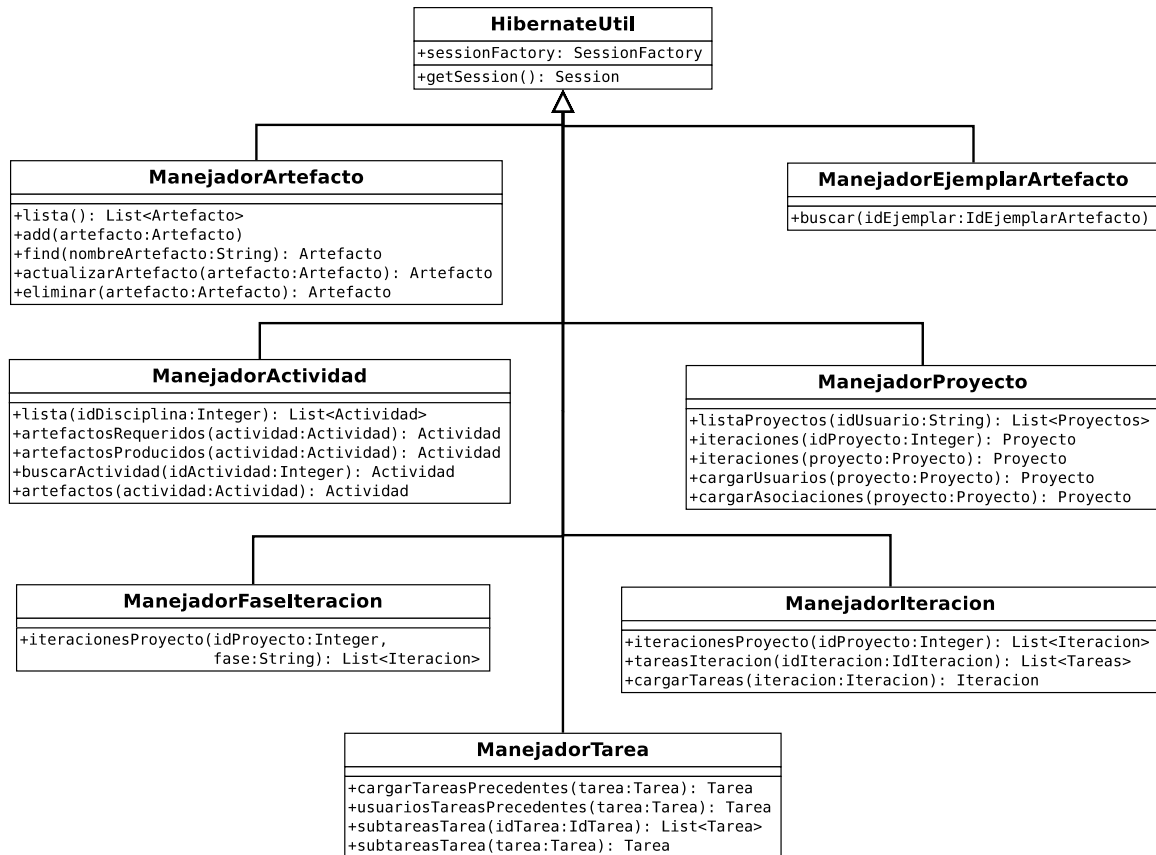 HibernateUtil
+sessionFactory: SessionFactory
+getSession(): Session
ManejadorArtefacto
+lista(): List<Artefacto>
+add(artefacto:Artefacto)
+find(nombreArtefacto:String): Artefacto
+actualizarArtefacto(artefacto:Artefacto): Artefacto
+eliminar(artefacto:Artefacto): Artefacto
ManejadorEjemplarArtefacto
+buscar(idEjemplar:IdEjemplarArtefacto)
ManejadorActividad
+lista(idDisciplina:Integer): List<Actividad>
+artefactosRequeridos(actividad:Actividad): Actividad
+artefactosProducidos(actividad:Actividad): Actividad
+buscarActividad(idActividad:Integer): Actividad
+artefactos(actividad:Actividad): Actividad
ManejadorProyecto
+listaProyectos(idUsuario:String): List<Proyectos>
+iteraciones(idProyecto:Integer): Proyecto
+iteraciones(proyecto:Proyecto): Proyecto
+cargarUsuarios(proyecto:Proyecto): Proyecto
+cargarAsociaciones(proyecto:Proyecto): Proyecto
ManejadorFaseIteracion
+iteracionesProyecto(idProyecto:Integer,
fase:String): List<Iteracion>
ManejadorIteracion
+iteracionesProyecto(idProyecto:Integer): List<Iteracion>
+tareasIteracion(idIteracion:IdIteracion): List<Tareas>
+cargarTareas(iteracion:Iteracion): Iteracion
ManejadorTarea
+cargarTareasPrecedentes(tarea:Tarea): Tarea
+usuariosTareasPrecedentes(tarea:Tarea): Tarea
+subtareasTarea(idTarea:IdTarea): List<Tarea>
+subtareasTarea(tarea:Tarea): Tarea